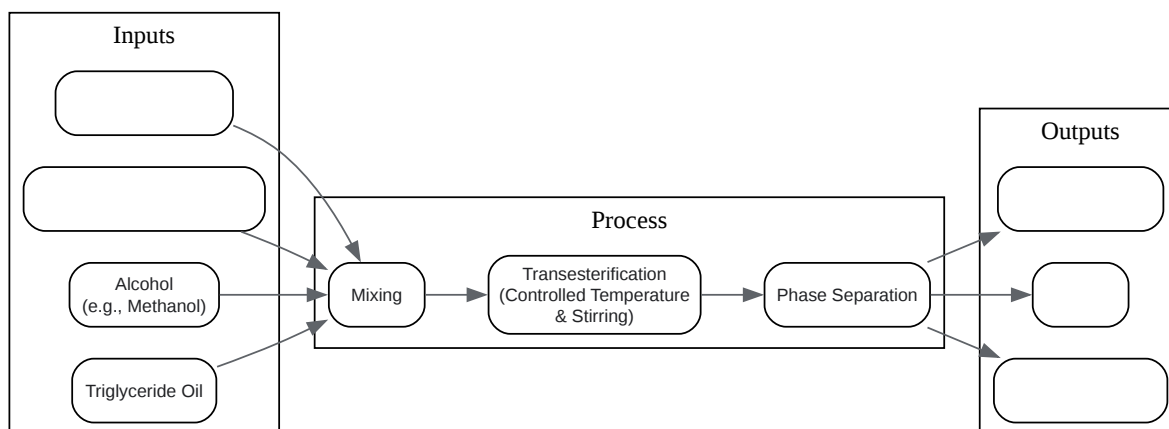 Inputs
Alcohol
(e.g., Methanol)
Triglyceride Oil
Process
Mixing
Transesterification
(Controlled Temperature
& Stirring)
Phase Separation
Outputs